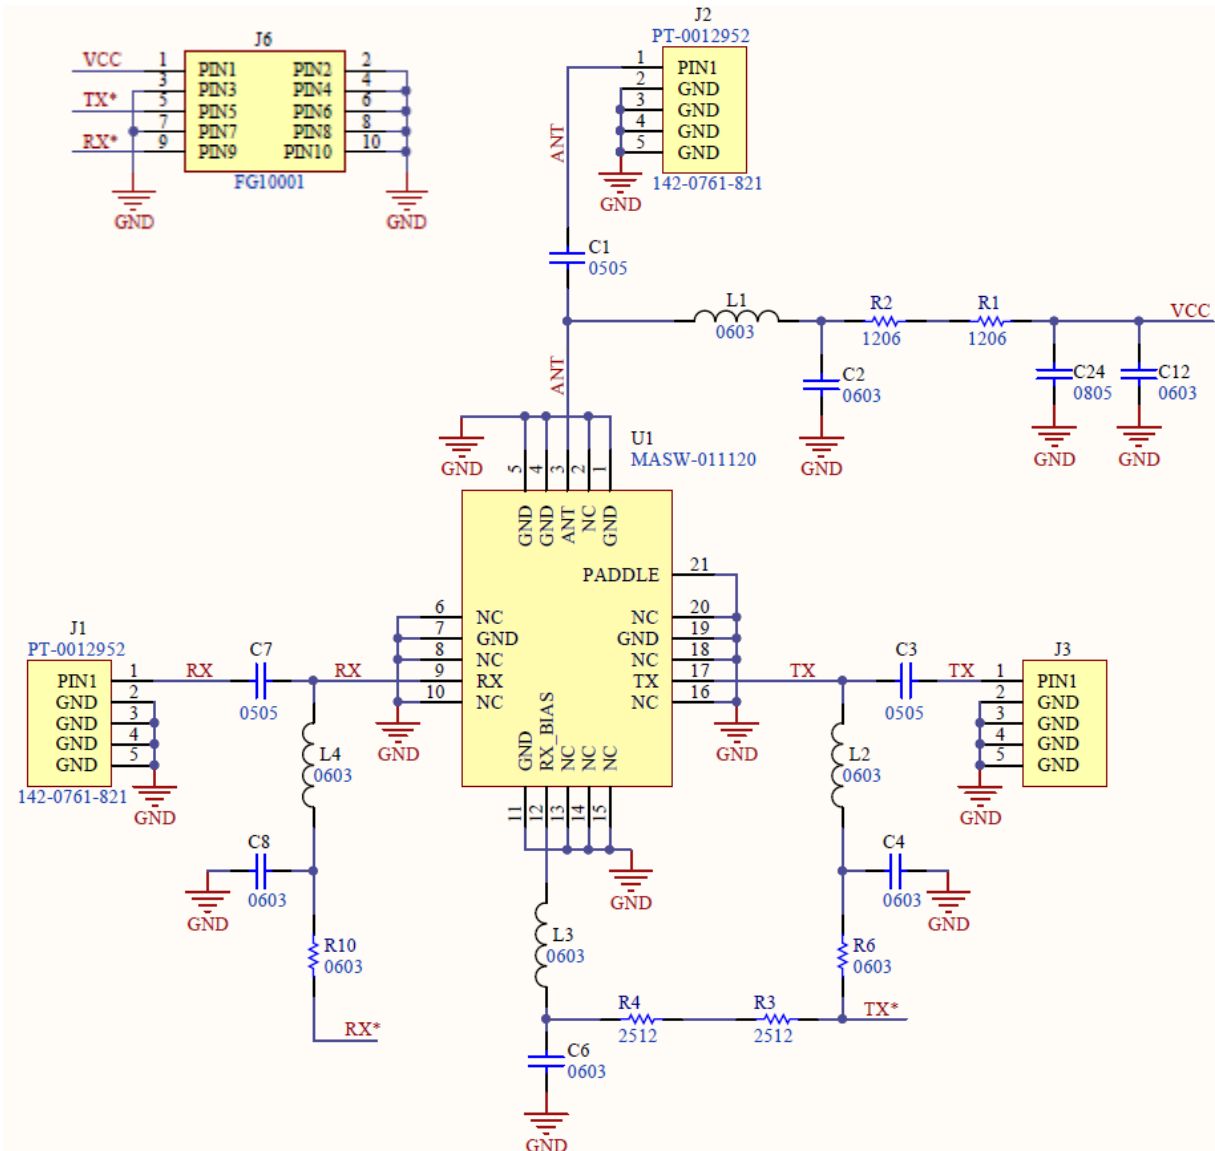 J6
VCC 1 PIN1 PIN2 2
3 PIN3 PIN4 4
TX* 5 PIN5 PIN6 6
7 PIN7 PIN8 8
RX* 9 PIN9 PIN10 10
FG10001
GND
GND
J2
PT-0012952
1 PIN1
2 GND
3 GND
4 GND
5 GND
142-0761-821
GND
ANT
C1
0505
L1
0603
R2
1206
R1
1206
VCC
C2
0603
GND
C24
0805
GND
C12
0603
GND
ANT
GND
U1
MASW-011120
5 4 3 2 1
GND GND ANT NC GND
PADDLE 21
6 NC NC 20
7 GND GND 19
8 NC NC 18
9 RX TX 17
10 NC NC 16
GND
GND
GND RX_BIAS NC NC NC
11 12 13 14 15
GND
J1
PT-0012952
PIN1 1
GND 2
GND 3
GND 4
GND 5
142-0761-821
GND
RX
C7
0505
RX
L4
0603
C8
0603
GND
R10
0603
RX*
TX
C3
0505
TX
J3
1 PIN1
2 GND
3 GND
4 GND
5 GND
GND
L2
0603
C4
0603
GND
R6
0603
TX*
L3
0603
R4
2512
R3
2512
C6
0603
GND